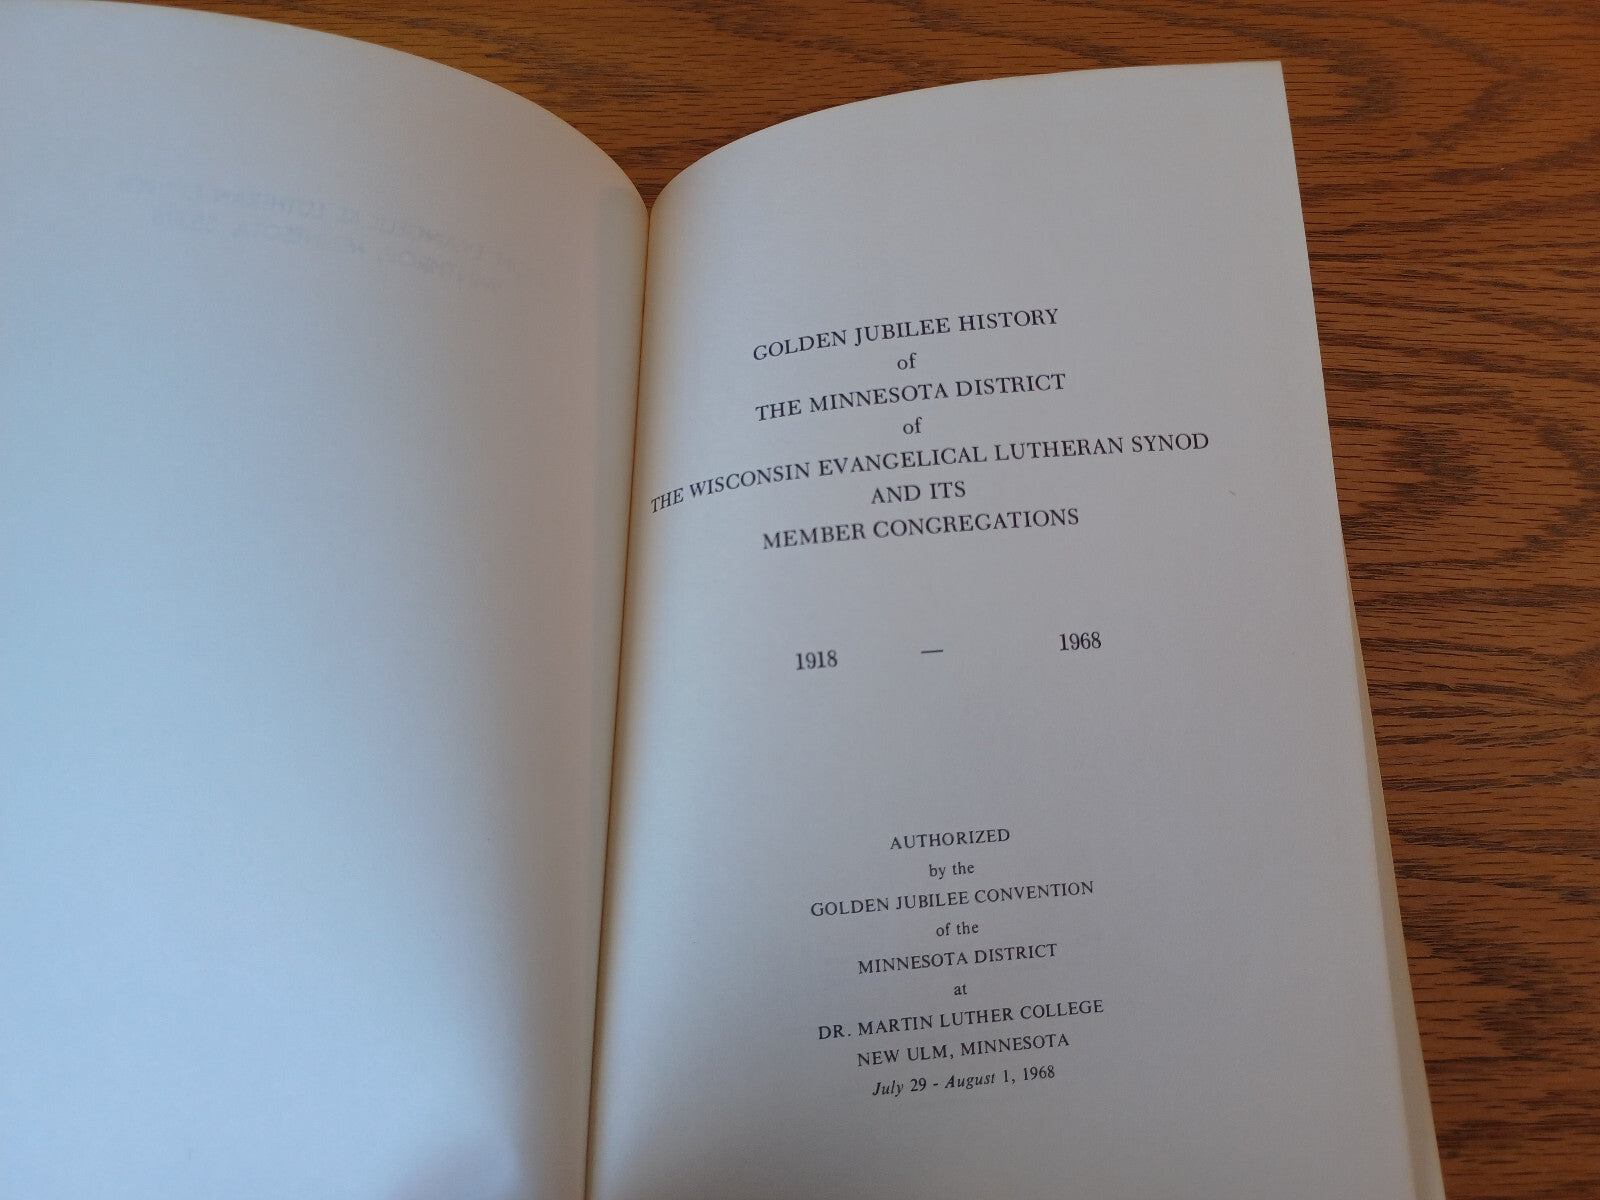 GOLDEN JUBILEE HISTORY
of
THE MINNESOTA DISTRICT
of
THE WISCONSIN EVANGELICAL LUTHERAN SYNOD
AND ITS
MEMBER CONGREGATIONS
1918 — 1968
AUTHORIZED
by the
GOLDEN JUBILEE CONVENTION
of the
MINNESOTA DISTRICT
at
DR. MARTIN LUTHER COLLEGE
NEW ULM, MINNESOTA
July 29 - August 1, 1968